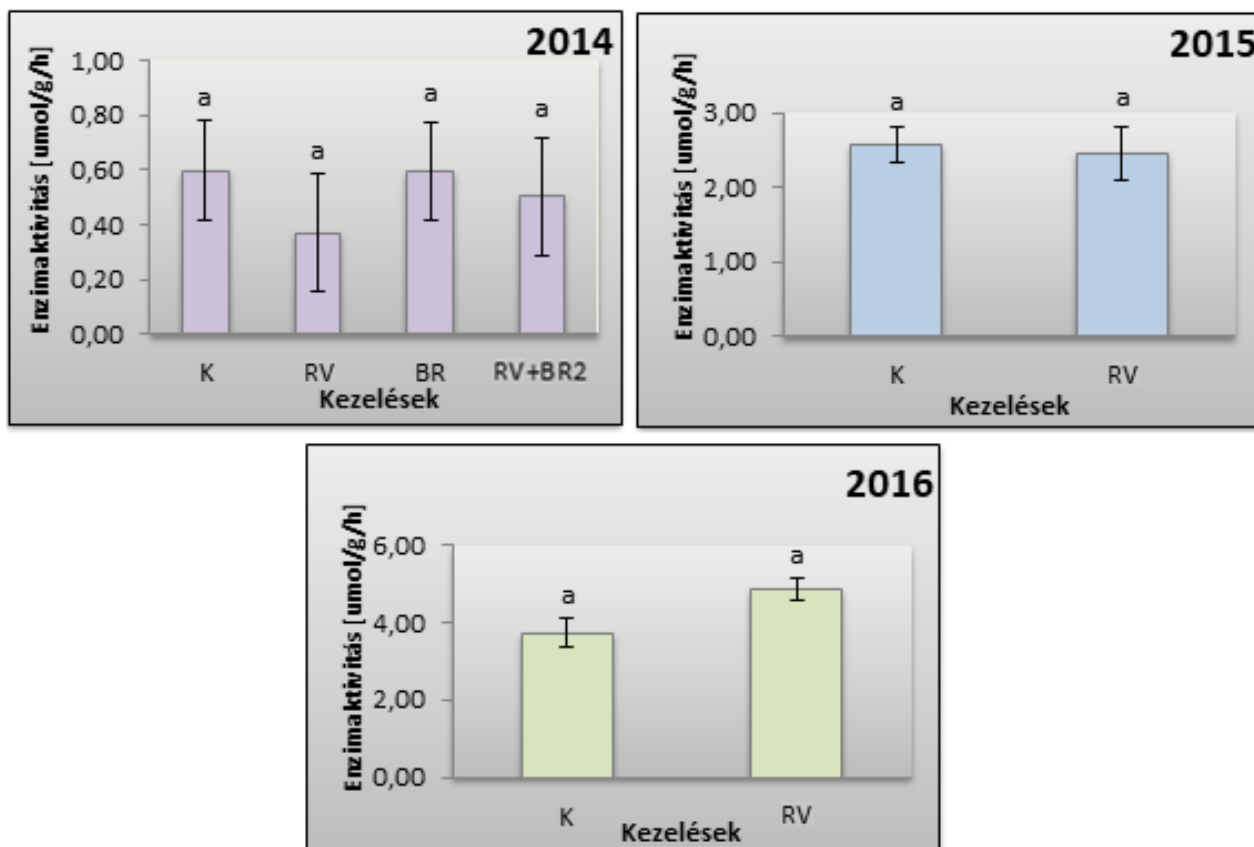 2014
Enzimaktivitás [umol/g/h]
1,00
0,80
0,60
0,40
0,20
0,00
a a a a
K RV BR RV+BR2
Kezelések
2015
Enzimaktivitás [umol/g/h]
3,00
2,00
1,00
0,00
a a
K RV
Kezelések
2016
Enzimaktivitás [umol/g/h]
6,00
4,00
2,00
0,00
a a
K RV
Kezelések